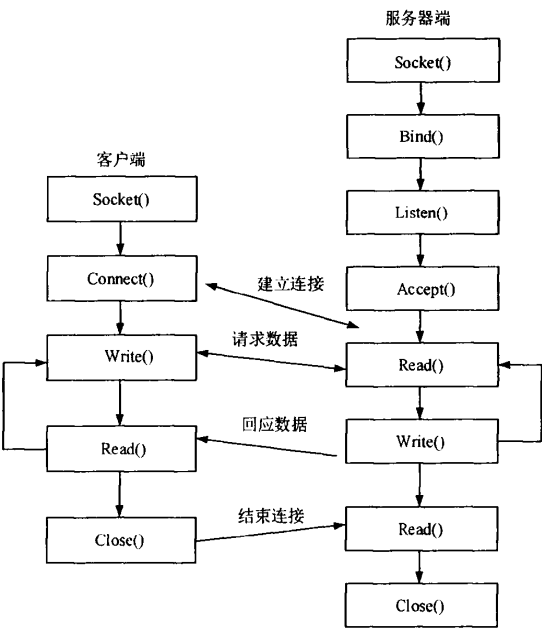 服务器端
Socket()
Bind()
客户端
Socket()
Listen()
Connect()
建立连接
Accept()
请求数据
Write()
Read()
回应数据
Read()
Write()
结束连接
Close()
Read()
Close()